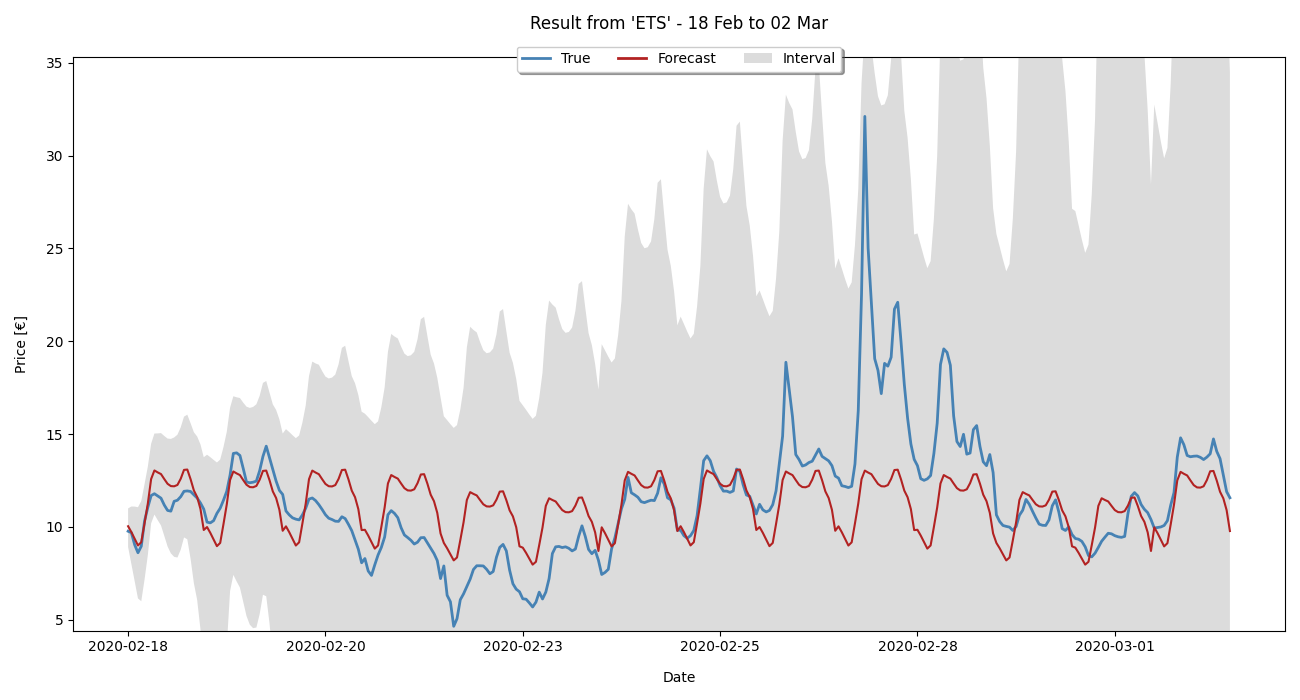 Result from 'ETS' - 18 Feb to 02 Mar
True Forecast Interval
35
30
25
20
15
10
5
Price [€]
2020-02-18 2020-02-20 2020-02-23 2020-02-25 2020-02-28 2020-03-01
Date